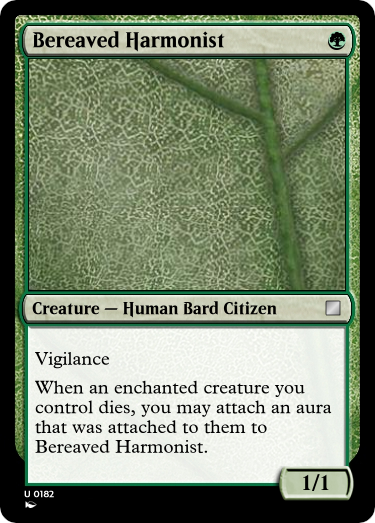 Bereaved Harmonist
Creature — Human Bard Citizen
Vigilance
When an enchanted creature you
control dies, you may attach an aura
that was attached to them to
Bereaved Harmonist.
1/1
U 0182